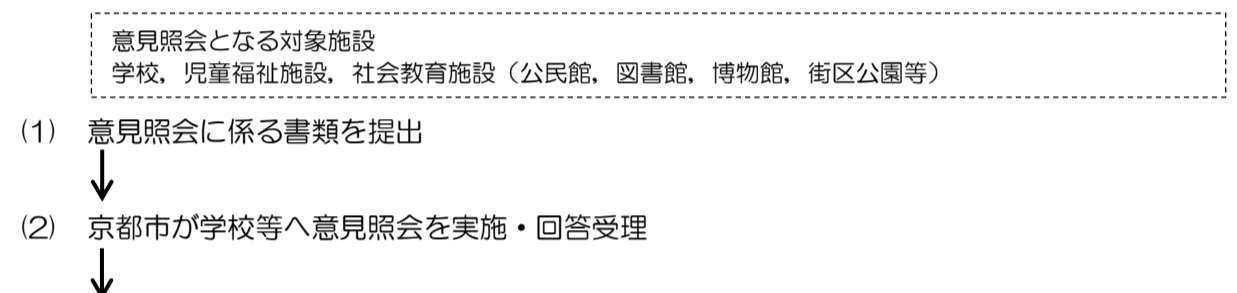 意見照会となる対象施設
学校，児童福祉施設，社会教育施設（公民館，図書館，博物館，街区公園等）
⑴　意見照会に係る書類を提出
⑵　京都市が学校等へ意見照会を実施・回答受理